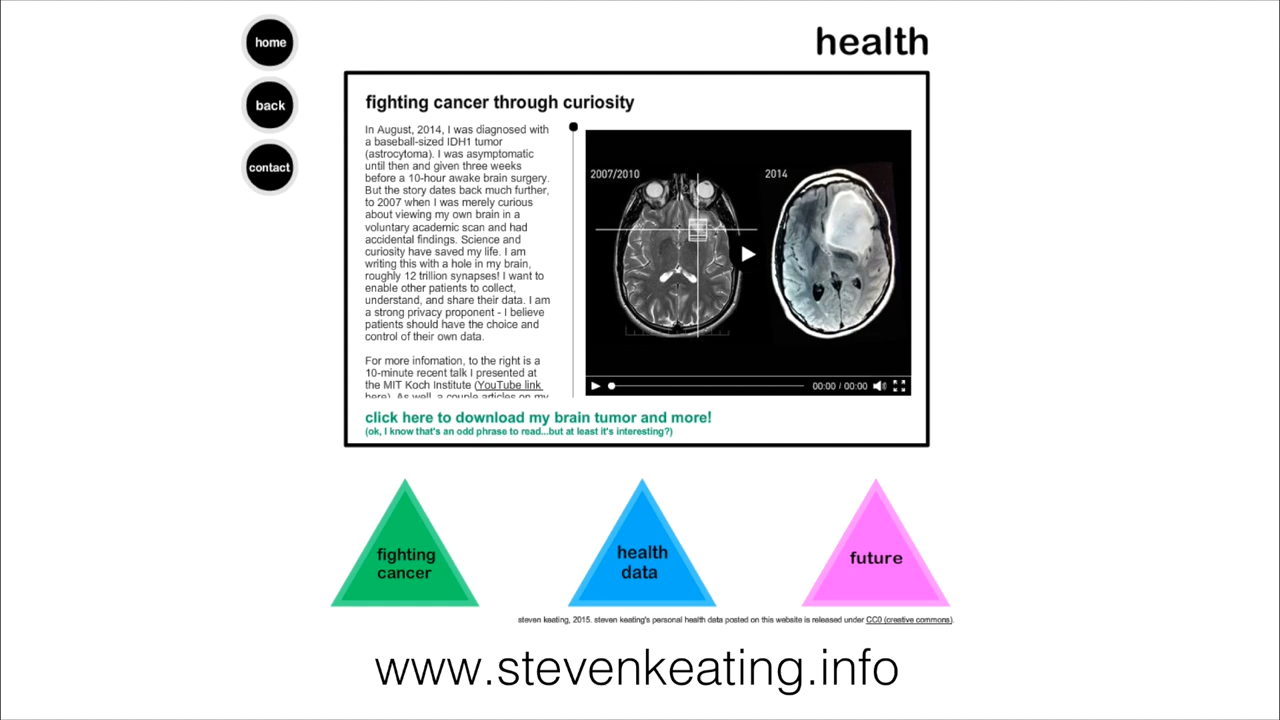 home
health
back
contact
fighting cancer through curiosity
In August, 2014, I was diagnosed with
a baseball-sized IDH1 tumor
(astrocytoma). I was asymptomatic
until then and given three weeks
before a 10-hour awake brain surgery.
But the story dates back much further,
to 2007 when I was merely curious
about viewing my own brain in a
voluntary academic scan and had
accidental findings. Science and
curiosity have saved my life. I am
writing this with a hole in my brain,
roughly 12 trillion synapses! I want to
enable other patients to collect,
understand, and share their data. I am
a strong privacy proponent - I believe
patients should have the choice and
control of their own data.
For more infomation, to the right is a
10-minute recent talk I presented at
the MIT Koch Institute (YouTube link
here). As well, a couple articles on my
2007/2010
2014
00:00 / 00:00
click here to download my brain tumor and more!
(ok, I know that's an odd phrase to read...but at least it's interesting?)
fighting
cancer
health
data
future
steven keating, 2015. steven keating's personal health data posted on this website is released under CC0 (creative commons).
www.stevenkeating.info